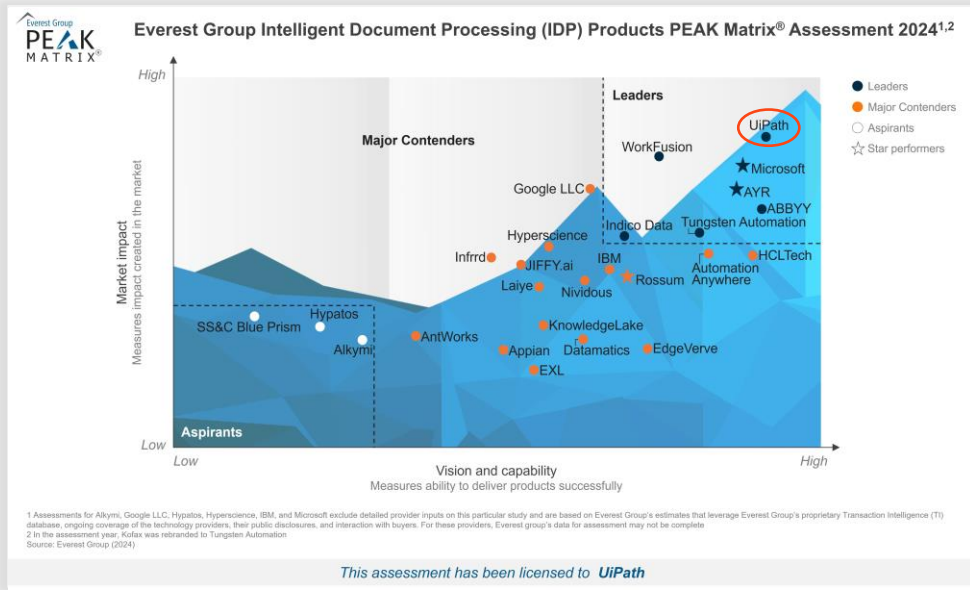 Everest Group
PEAK
MATRIX®
Everest Group Intelligent Document Processing (IDP) Products PEAK Matrix® Assessment 2024¹,²
High
Leaders
Major Contenders
Aspirants
Star performers
Leaders
Major Contenders
UiPath
WorkFusion
Microsoft
Google LLC
AYR
ABBYY
Indico Data
Tungsten Automation
Hyperscience
Infrrd
JIFFY.ai
IBM
HCLTech
Automation
Anywhere
Laiye
Nividous
Rossum
Hypatos
SS&C Blue Prism
Alkymi
AntWorks
KnowledgeLake
Appian
Datamatics
EdgeVerve
EXL
Aspirants
Market impact
Measures impact created in the market
Low
Low
High
Vision and capability
Measures ability to deliver products successfully
1 Assessments for Alkymi, Google LLC, Hypatos, Hyperscience, IBM, and Microsoft exclude detailed provider inputs on this particular study and are based on Everest Group's estimates that leverage Everest Group's proprietary Transaction Intelligence (TI)
database, ongoing coverage of the technology providers, their public disclosures, and interaction with buyers. For these providers, Everest group's data for assessment may not be complete
2 In the assessment year, Kofax was rebranded to Tungsten Automation
Source: Everest Group (2024)
This assessment has been licensed to UiPath